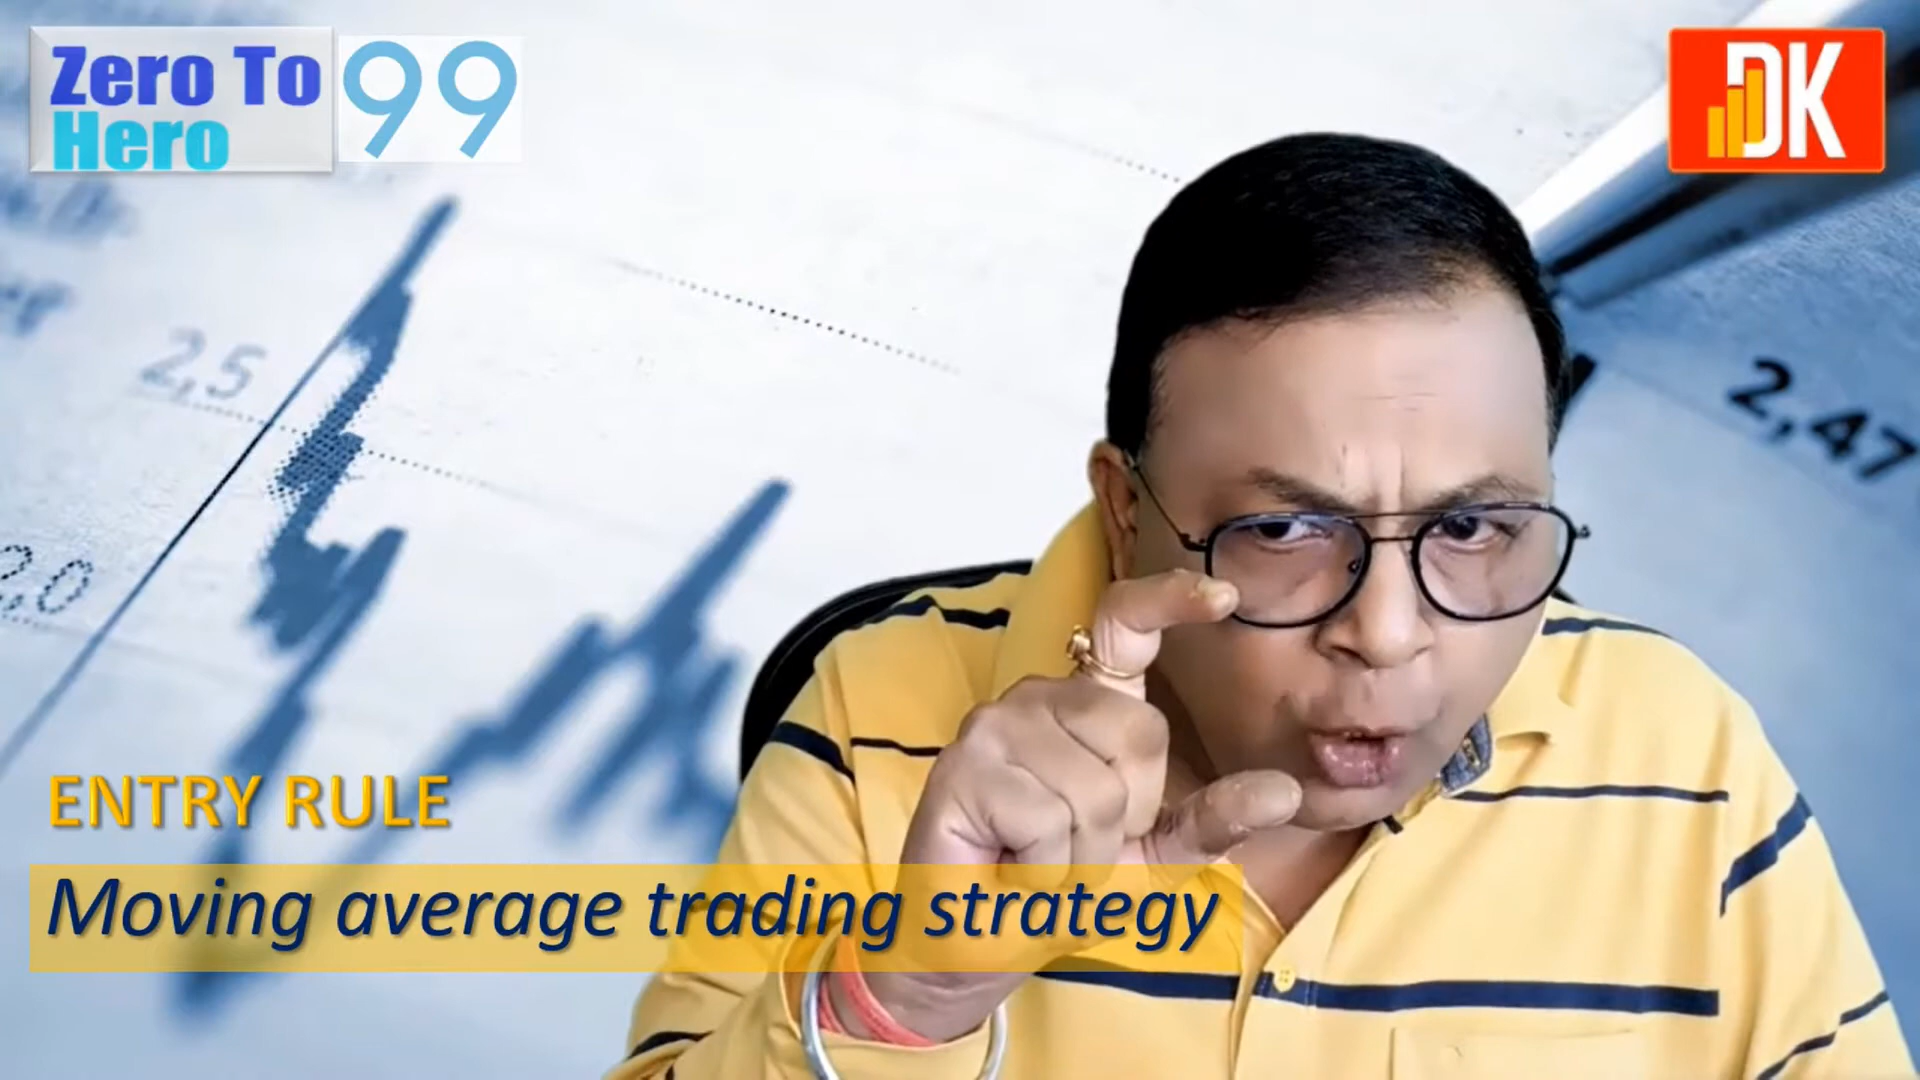 Zero To
Hero
99
DK
2,5
2,47
2,0
ENTRY RULE
Moving average trading strategy